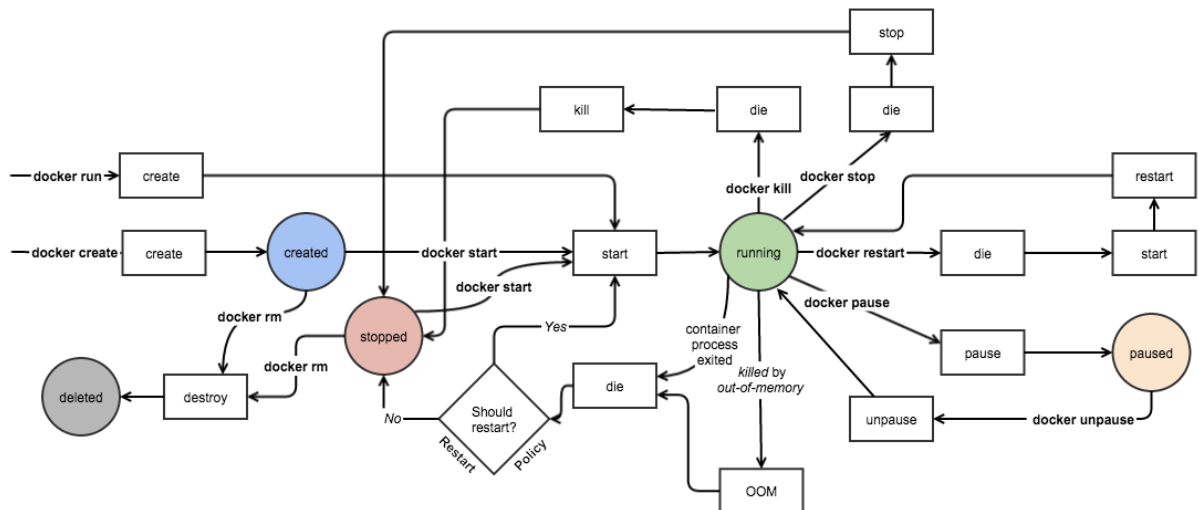 stop
kill
die
die
docker run
create
docker kill
docker stop
restart
docker create
create
created
docker start
start
running
docker restart
die
start
docker start
docker pause
docker rm
stopped
Yes
container
process
exited
pause
paused
docker rm
killed by
out-of-memory
deleted
destroy
die
No
Should
restart?
Restart
Policy
unpause
docker unpause
OOM